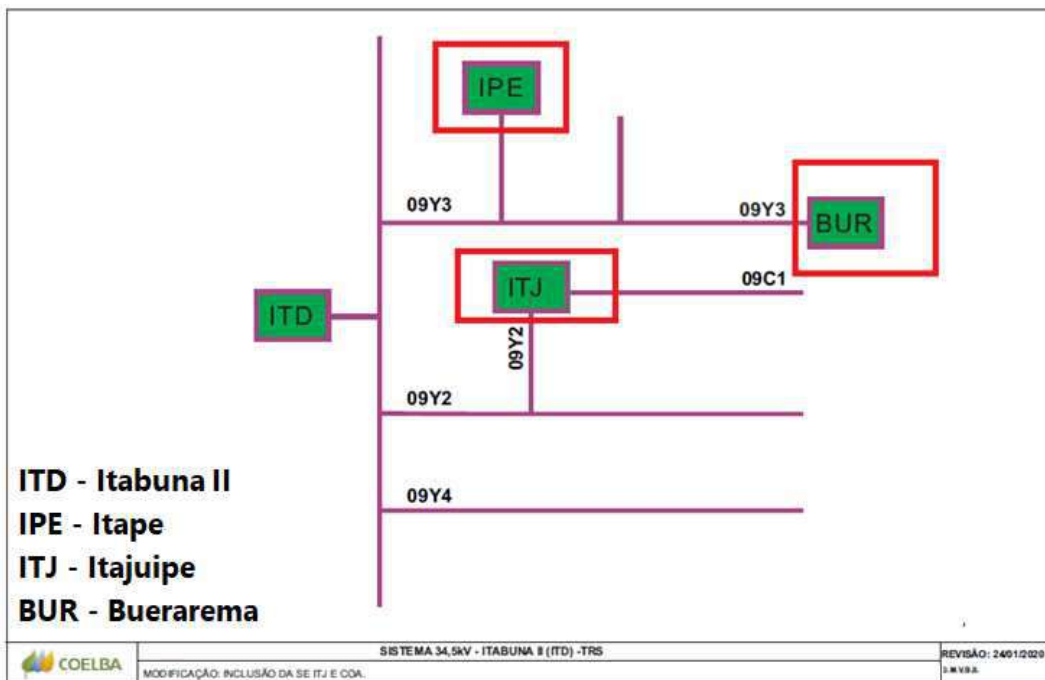 IPE
09Y3
09Y3
BUR
ITJ
09C1
ITD
09Y2
09Y2
09Y4
ITD - Itabuna II
IPE - Itape
ITJ - Itajuipe
BUR - Buerarema
COELBA
SISTEMA 34,5kV - ITABUNA II (ITD) -TRS
MODIFICAÇÃO: INCLUSÃO DA SE ITJ E COA.
REVISÃO: 24/01/2020